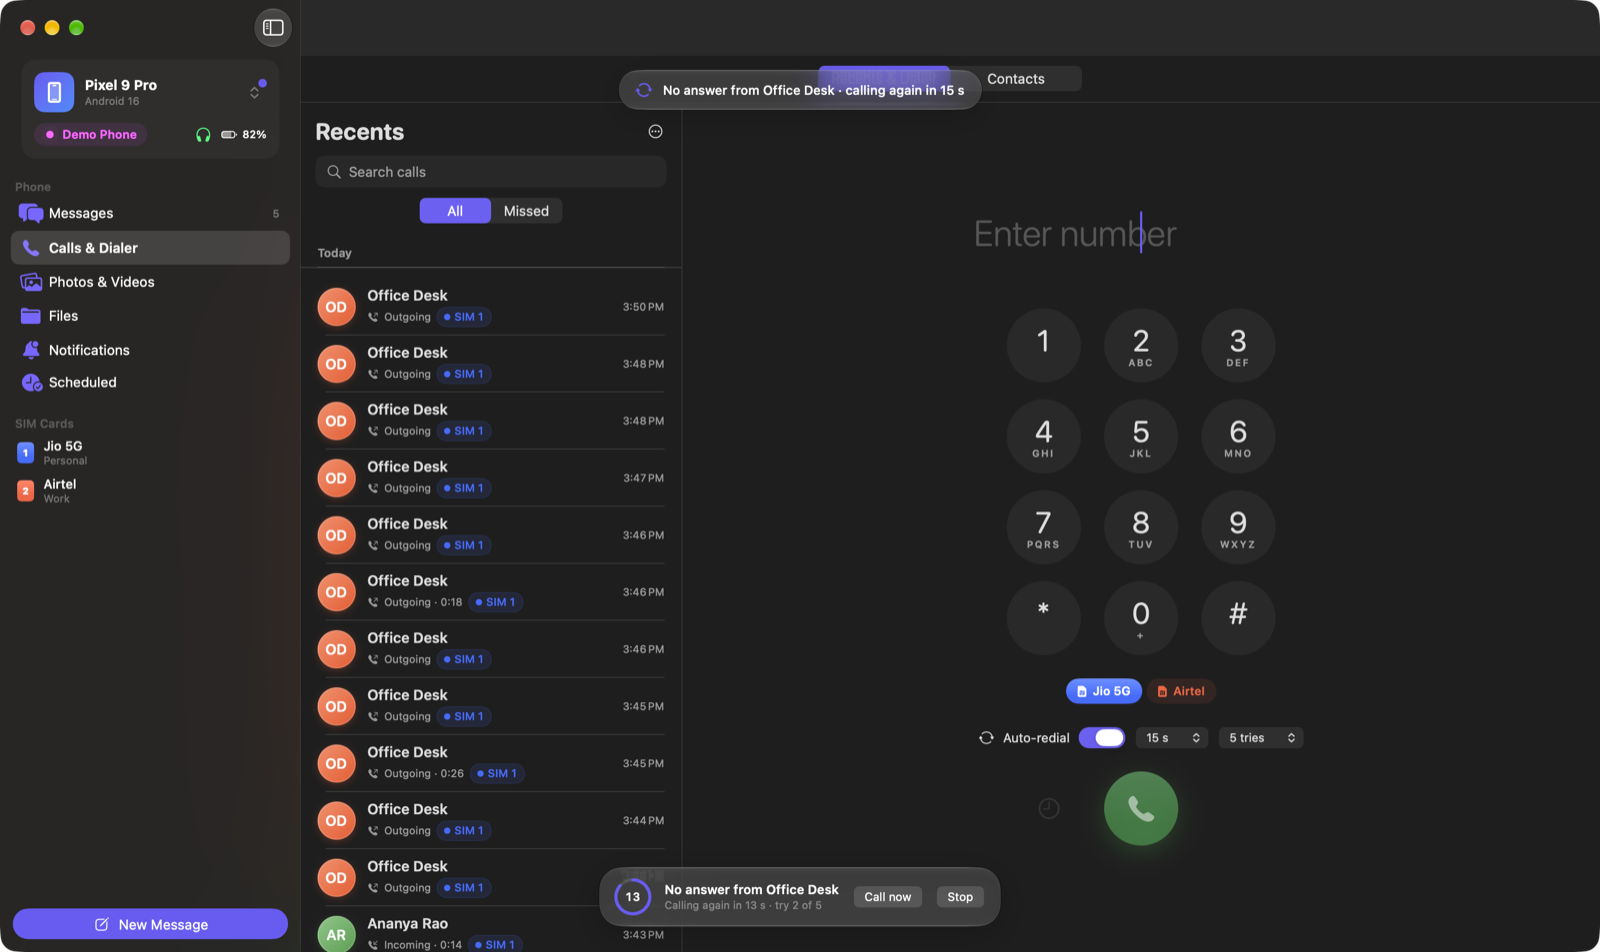 Pixel 9 Pro
Android 16
Demo Phone
82%
Phone
Messages
5
Calls & Dialer
Photos & Videos
Files
Notifications
Scheduled
SIM Cards
1
Jio 5G
Personal
2
Airtel
Work
New Message
Contacts
No answer from Office Desk · calling again in 15 s
Recents
Search calls
All
Missed
Today
OD
Office Desk
Outgoing
SIM 1
3:50 PM
OD
Office Desk
Outgoing
SIM 1
3:48 PM
OD
Office Desk
Outgoing
SIM 1
3:48 PM
OD
Office Desk
Outgoing
SIM 1
3:47 PM
OD
Office Desk
Outgoing
SIM 1
3:46 PM
OD
Office Desk
Outgoing · 0:18
SIM 1
3:46 PM
OD
Office Desk
Outgoing
SIM 1
3:46 PM
OD
Office Desk
Outgoing
SIM 1
3:45 PM
OD
Office Desk
Outgoing · 0:26
SIM 1
3:45 PM
OD
Office Desk
Outgoing
SIM 1
3:44 PM
OD
Office Desk
Outgoing
SIM 1
AR
Ananya Rao
Incoming · 0:14
SIM 1
3:43 PM
Enter number
1
2
ABC
3
DEF
4
GHI
5
JKL
6
MNO
7
PQRS
8
TUV
9
WXYZ
*
0
+
#
Jio 5G
Airtel
Auto-redial
15 s
5 tries
13
No answer from Office Desk
Calling again in 13 s · try 2 of 5
Call now
Stop